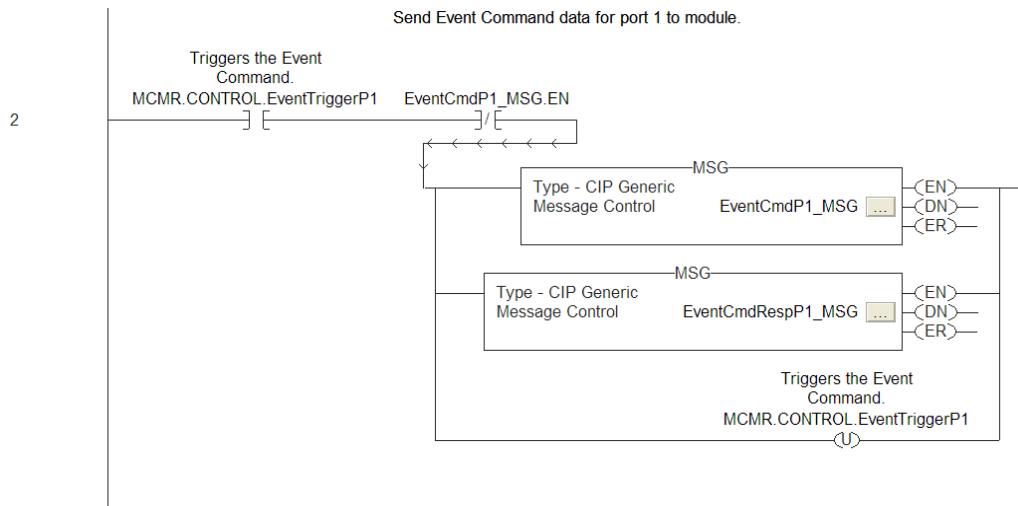 Send Event Command data for port 1 to module.
Triggers the Event
Command.
MCMR.CONTROL.EventTriggerP1
EventCmdP1_MSG.EN
2
/
MSG
Type - CIP Generic
Message Control
EventCmdP1_MSG
...
EN
DN
ER
MSG
Type - CIP Generic
Message Control
EventCmdRespP1_MSG
...
EN
DN
ER
Triggers the Event
Command.
MCMR.CONTROL.EventTriggerP1
U